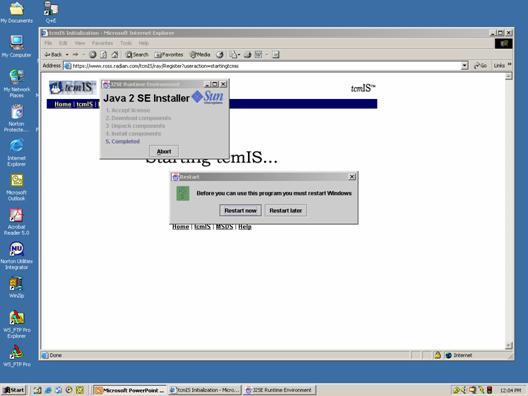 My Documents
Q+E
My Computer
My Network Places
Norton Protecte...
Internet Explorer
Microsoft Outlook
Acrobat Reader 5.0
Norton Utilities Integrator
WinZip
WS_FTP Pro Explorer
WS_FTP Pro
tcmIS Initialization - Microsoft Internet Explorer
File Edit View Favorites Tools Help
Back Search Favorites Media
Address https://www.ross.radian.com/tcmIS/ray/Register?useraction=startingtcmis Go Links »
tcmIS
tcmIS™
Home | tcmIS
J2SE Runtime Environment
Java 2 SE Installer Sun
1. Accept license
2. Download components
3. Unpack components
4. Install components
5. Completed
Abort
Starting tcmIS...
Restart
Before you can use this program you must restart Windows
Restart now Restart later
Home | tcmIS | MSDS | Help
Done Internet
Start Microsoft PowerPoint ... tcmIS Initialization - Micro... J2SE Runtime Environment 12:04 PM